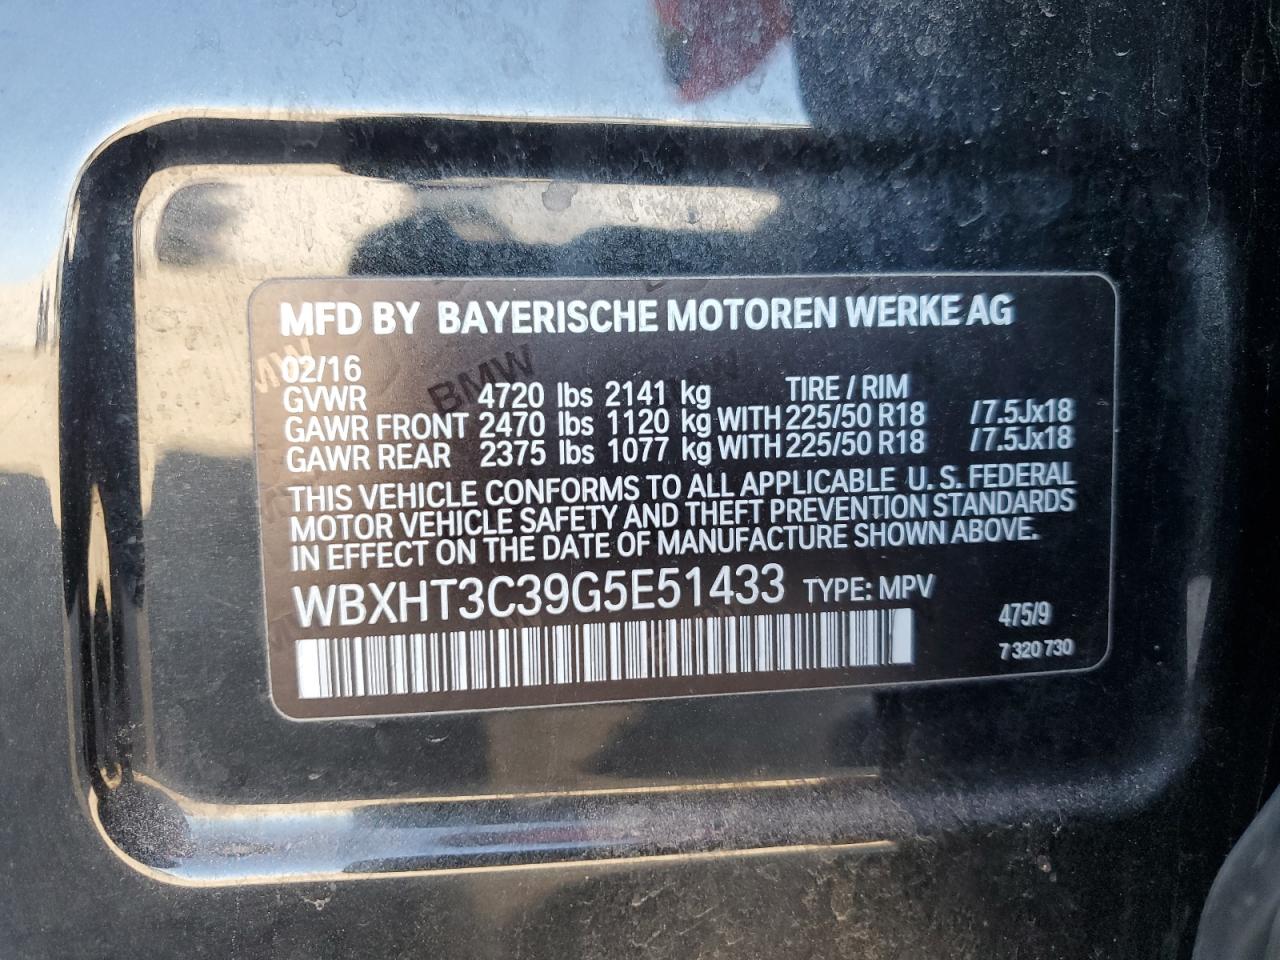 MFD BY BAYERISCHE MOTOREN WERKE AG
02/16
GVWR 4720 lbs 2141 kg TIRE / RIM
GAWR FRONT 2470 lbs 1120 kg WITH 225/50 R18 /7.5Jx18
GAWR REAR 2375 lbs 1077 kg WITH 225/50 R18 /7.5Jx18
THIS VEHICLE CONFORMS TO ALL APPLICABLE U.S. FEDERAL
MOTOR VEHICLE SAFETY AND THEFT PREVENTION STANDARDS
IN EFFECT ON THE DATE OF MANUFACTURE SHOWN ABOVE.
WBXHT3C39G5E51433 TYPE: MPV
475/9
7 320 730
BMW